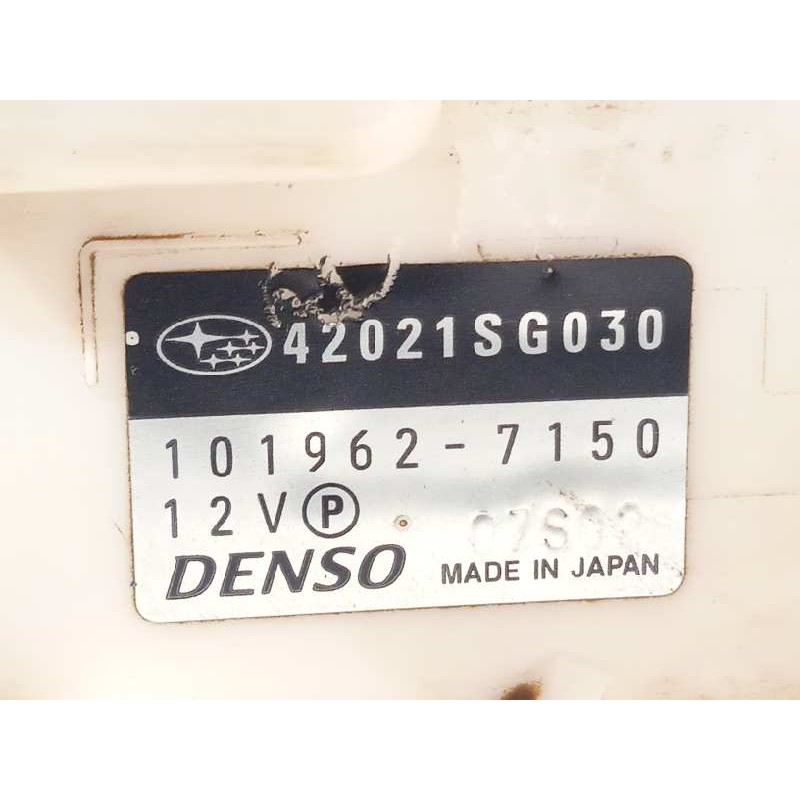 42021SG030
101962-7150
12V P
DENSO MADE IN JAPAN